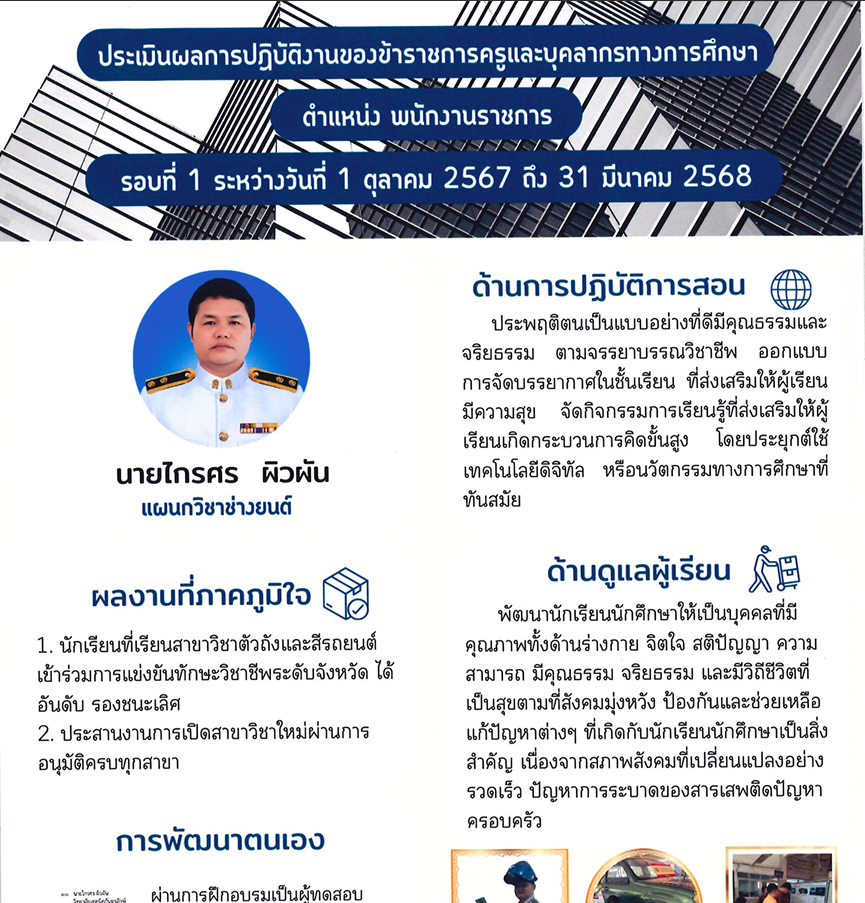 ประเมินผลการปฏิบัติงานของข้าราชการครูและบุคลากรทางการศึกษา
ตำแหน่ง พนักงานราชการ
รอบที่ 1 ระหว่างวันที่ 1 ตุลาคม 2567 ถึง 31 มีนาคม 2568
นายไกรศร ผิวผัน
แผนกวิชาช่างยนต์
ผลงานที่ภาคภูมิใจ
1. นักเรียนที่เรียนสาขาวิชาตัวถังและสีรถยนต์
เข้าร่วมการแข่งขันทักษะวิชาชีพระดับจังหวัด ได้
อันดับ รองชนะเลิศ
2. ประสานงานการเปิดสาขาวิชาใหม่ผ่านการ
อนุมัติครบทุกสาขา
การพัฒนาตนเอง
๑๐. นายไกรศร ผิวผัน
ผ่านการฝึกอบรมเป็นผู้ทดสอบ
ด้านการปฏิบัติการสอน
ประพฤติตนเป็นแบบอย่างที่ดีมีคุณธรรมและ
จริยธรรม ตามจรรยาบรรณวิชาชีพ ออกแบบ
การจัดบรรยากาศในชั้นเรียน ที่ส่งเสริมให้ผู้เรียน
มีความสุข จัดกิจกรรมการเรียนรู้ที่ส่งเสริมให้ผู้
เรียนเกิดกระบวนการคิดขั้นสูง โดยประยุกต์ใช้
เทคโนโลยีดิจิทัล หรือนวัตกรรมทางการศึกษาที่
ทันสมัย
ด้านดูแลผู้เรียน
พัฒนานักเรียนนักศึกษาให้เป็นบุคคลที่มี
คุณภาพทั้งด้านร่างกาย จิตใจ สติปัญญา ความ
สามารถ มีคุณธรรม จริยธรรม และมีวิถีชีวิตที่
เป็นสุขตามที่สังคมมุ่งหวัง ป้องกันและช่วยเหลือ
แก้ปัญหาต่างๆ ที่เกิดกับนักเรียนนักศึกษาเป็นสิ่ง
สำคัญ เนื่องจากสภาพสังคมที่เปลี่ยนแปลงอย่าง
รวดเร็ว ปัญหาการระบาดของสารเสพติดปัญหา
ครอบครัว